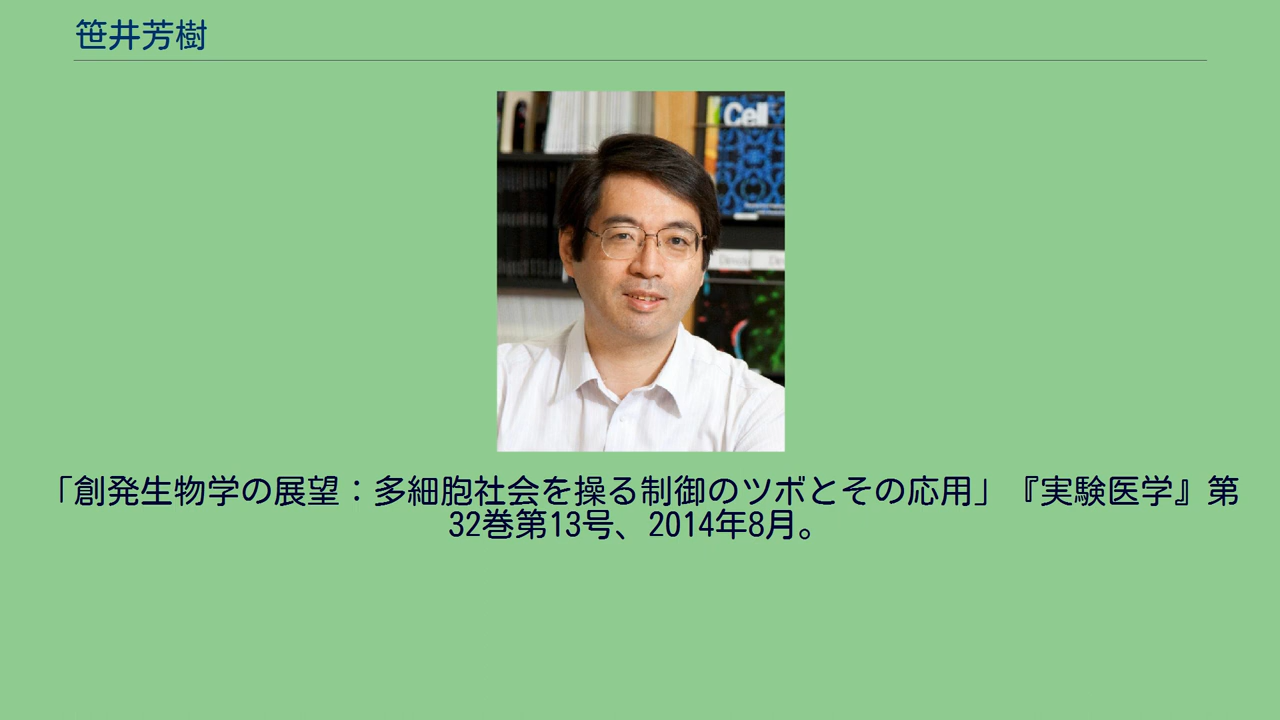 笹井芳樹
Cell
「創発生物学の展望：多細胞社会を操る制御のツボとその応用」『実験医学』第
32巻第13号、2014年8月。